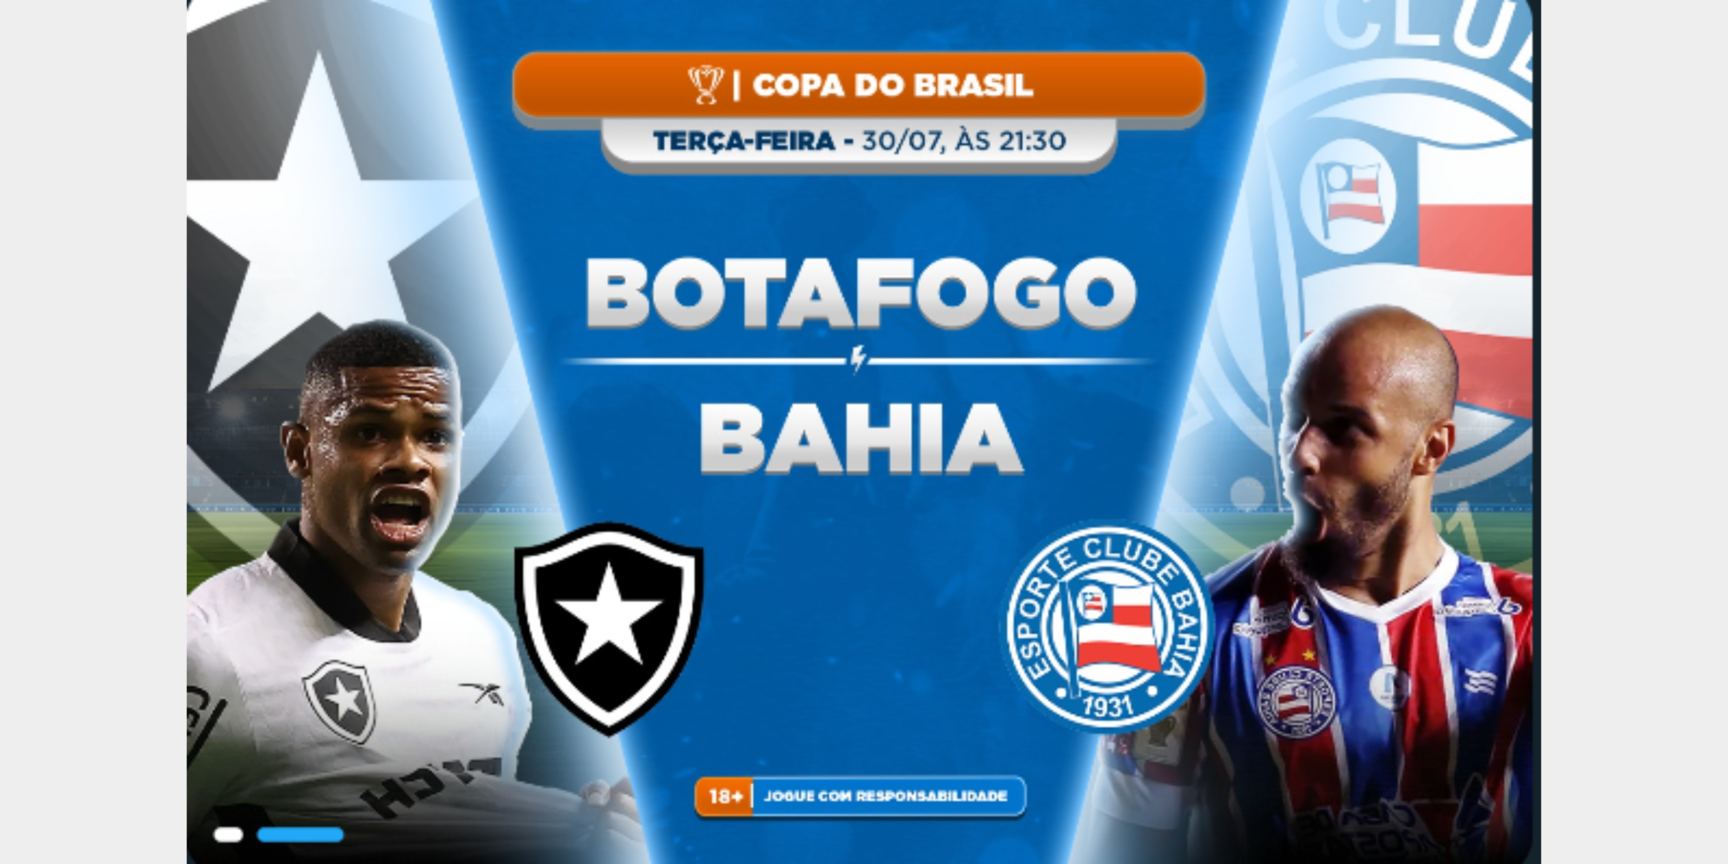 CLU
| COPA DO BRASIL
TERÇA-FEIRA - 30/07, ÀS 21:30
BOTAFOGO
BAHIA
ESPORTE CLUBE BAHIA
1931
18+ | JOGUE COM RESPONSABILIDADE